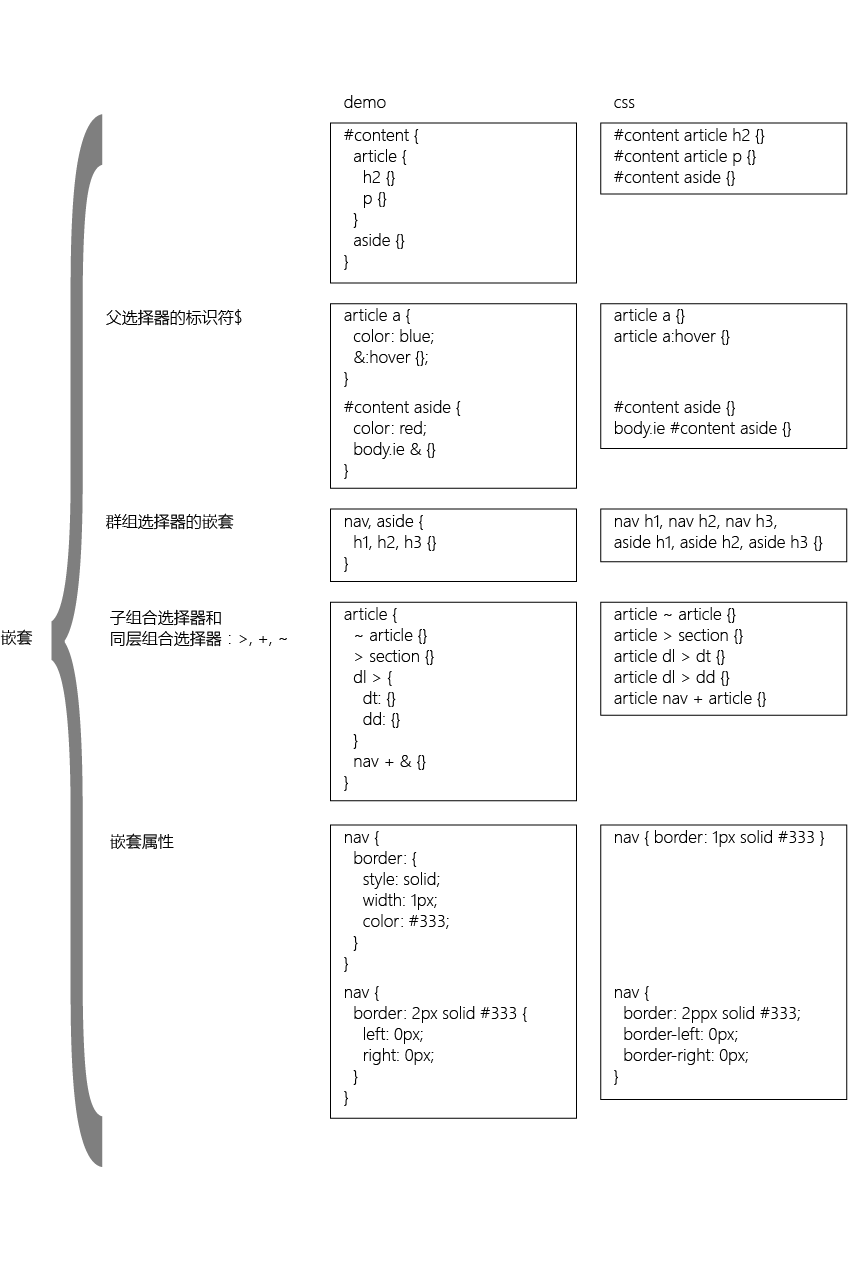 demo
css
#content {
article {
h2 {}
p {}
}
aside {}
}
#content article h2 {}
#content article p {}
#content aside {}
父选择器的标识符$
article a {
color: blue;
&:hover {};
}
#content aside {
color: red;
body.ie & {}
}
article a {}
article a:hover {}
#content aside {}
body.ie #content aside {}
群组选择器的嵌套
nav, aside {
h1, h2, h3 {}
}
nav h1, nav h2, nav h3,
aside h1, aside h2, aside h3 {}
嵌套
子组合选择器和
同层组合选择器：>, +, ~
article {
~ article {}
> section {}
dl > {
dt: {}
dd: {}
}
nav + & {}
}
article ~ article {}
article > section {}
article dl > dt {}
article dl > dd {}
article nav + article {}
嵌套属性
nav {
border: {
style: solid;
width: 1px;
color: #333;
}
}
nav {
border: 2px solid #333 {
left: 0px;
right: 0px;
}
}
nav { border: 1px solid #333 }
nav {
border: 2ppx solid #333;
border-left: 0px;
border-right: 0px;
}